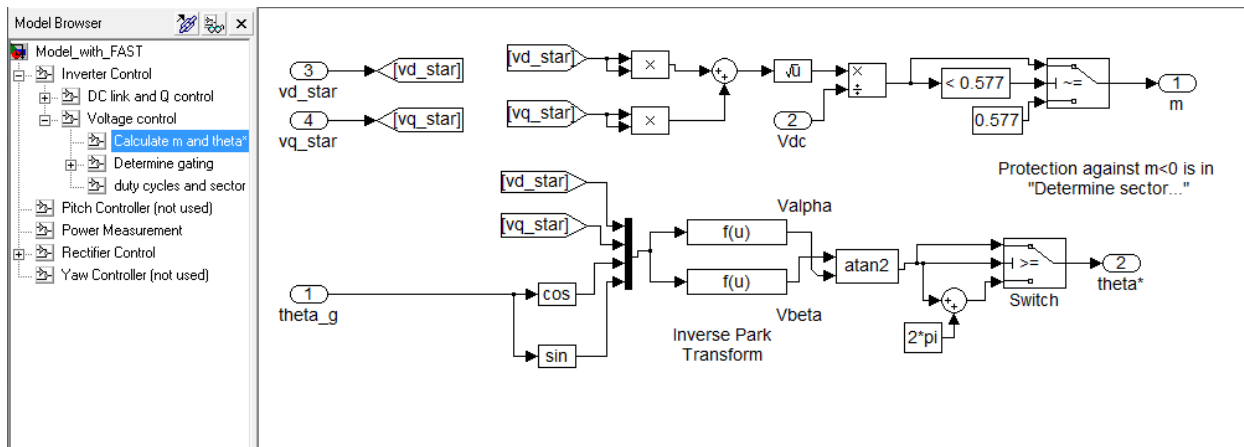 Model Browser
Model_with_FAST
Inverter Control
DC link and Q control
Voltage control
Calculate m and theta*
Determine gating
duty cycles and sector
Pitch Controller (not used)
Power Measurement
Rectifier Control
Yaw Controller (not used)
3
vd_star
[vd_star]
4
vq_star
[vq_star]
[vd_star]
×
[vq_star]
×
++
√u
×
÷
2
Vdc
< 0.577
0.577
~=
1
m
Protection against m<0 is in
"Determine sector..."
[vd_star]
[vq_star]
1
theta_g
cos
sin
Valpha
f(u)
f(u)
Vbeta
Inverse Park
Transform
atan2
++
2*pi
>=
Switch
2
theta*